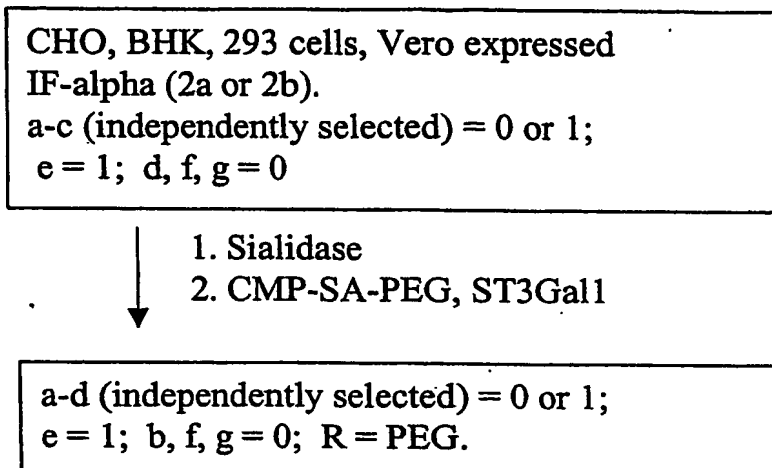 CHO, BHK, 293 cells, Vero expressed
IF-alpha (2a or 2b).
a-c (independently selected) = 0 or 1;
e = 1; d, f, g = 0
1. Sialidase
2. CMP-SA-PEG, ST3Gal1
a-d (independently selected) = 0 or 1;
e = 1; b, f, g = 0; R = PEG.